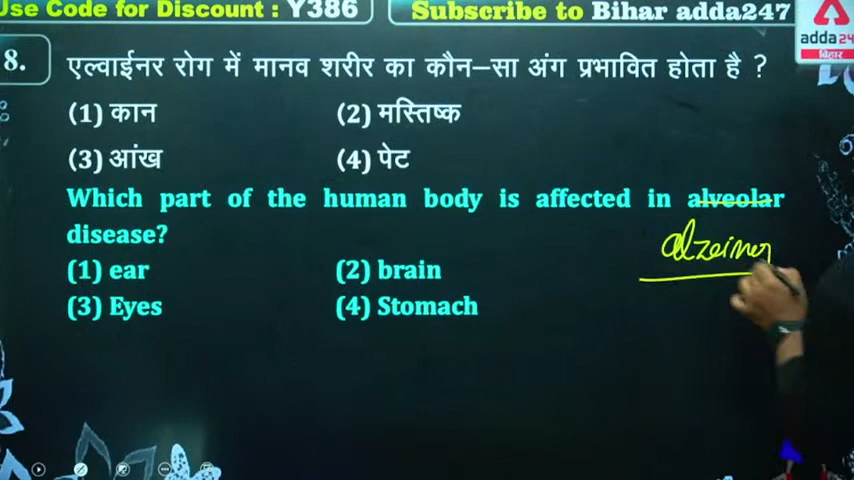 Use Code for Discount : Y386
Subscribe to Bihar adda247
adda24
बिहार
8. एल्वाईनर रोग में मानव शरीर का कौन–सा अंग प्रभावित होता है ?
(1) कान (2) मस्तिष्क
(3) आंख (4) पेट
Which part of the human body is affected in alveolar
disease?
alzeimer
(1) ear (2) brain
(3) Eyes (4) Stomach